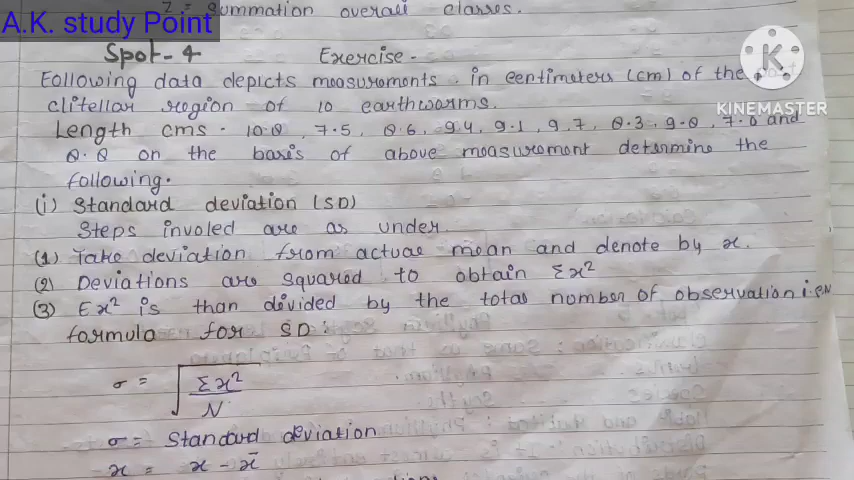 Σ = Summation overall classes.
A.K. study Point
Spot-4 Exercise-
Following data depicts measurements in centimeters (cm) of the
KINEMASTER
clitellar region of 10 earthworms.
Length cms. 10.8, 7.5, 8.6, 9.4, 9.1, 9.7, 8.3, 9.8, 7.8 and
8.8 on the basis of above measurement determine the
following.
(i) Standard deviation (SD)
Steps involed are as under.
(1) Take deviation from actual mean and denote by x.
(2) Deviations are squared to obtain Σx²
(3) Σx² is than divided by the total number of observation i.e N
formula for SD:
σ = √Σx²/N
σ = Standard deviation
x = x - x̄